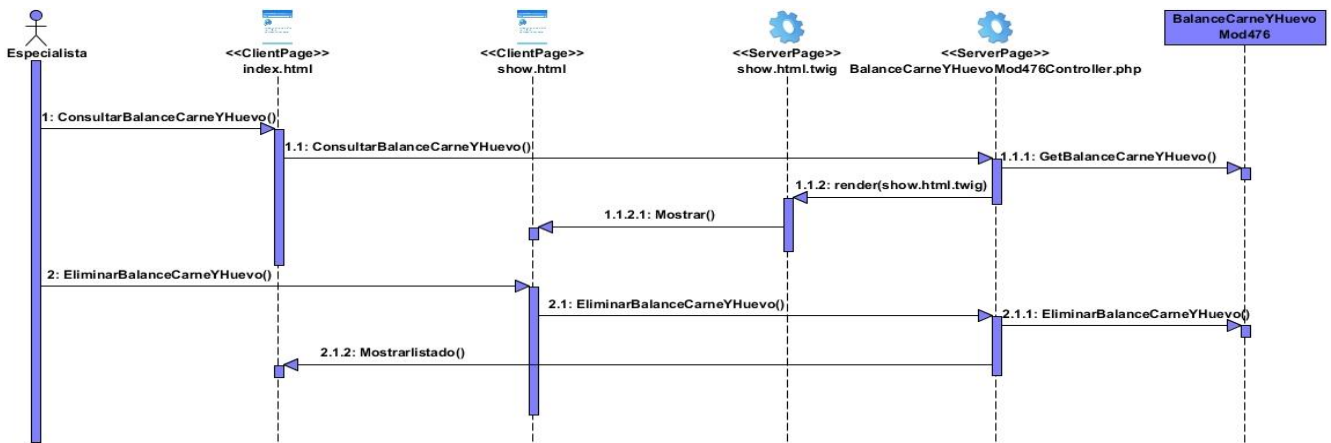 Especialista
<<ClientPage>>
index.html
<<ClientPage>>
show.html
<<ServerPage>>
show.html.twig
<<ServerPage>>
BalanceCarneYHuevoMod476Controller.php
BalanceCarneYHuevo
Mod476
1: ConsultarBalanceCarneYHuevo()
1.1: ConsultarBalanceCarneYHuevo()
1.1.1: GetBalanceCarneYHuevo()
1.1.2: render(show.html.twig)
1.1.2.1: Mostrar()
2: EliminarBalanceCarneYHuevo()
2.1: EliminarBalanceCarneYHuevo()
2.1.1: EliminarBalanceCarneYHuevo()
2.1.2: Mostrarlistado()